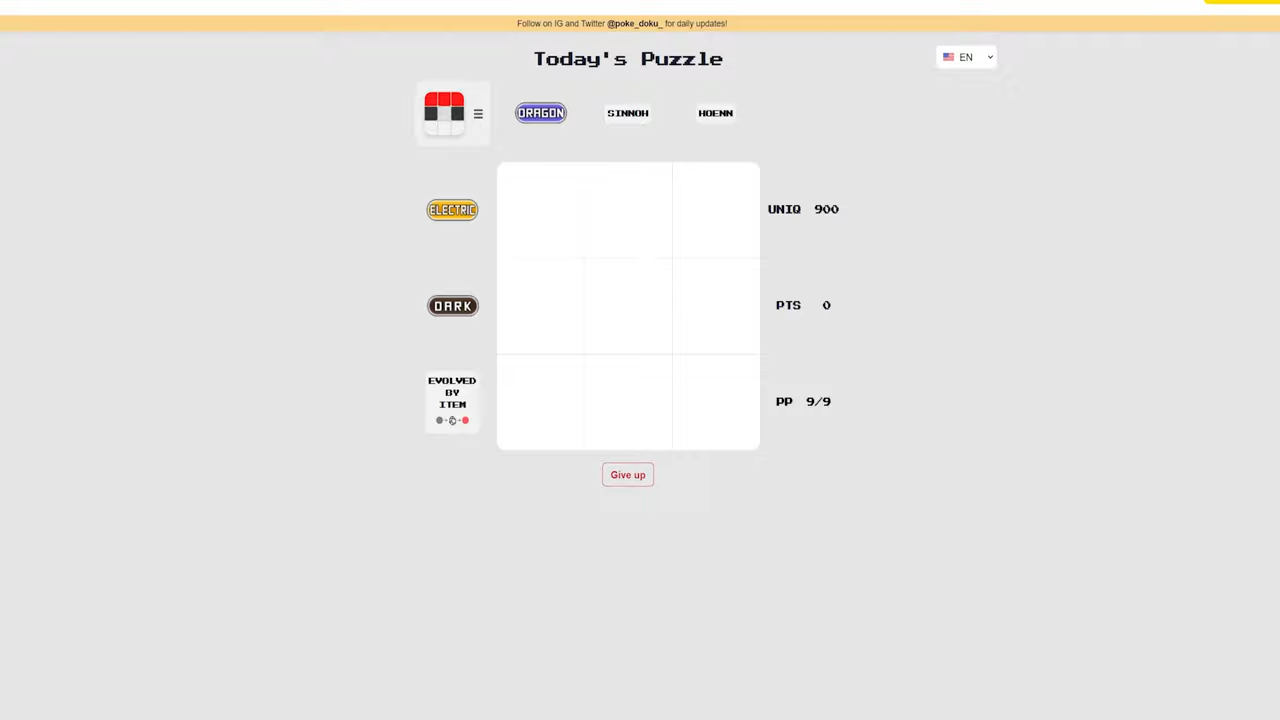 Follow on IG and Twitter @poke_doku_ for daily updates!
Today's Puzzle
EN
DRAGON
SINNOH
HOENN
ELECTRIC
UNIQ 900
DARK
PTS 0
EVOLVED
BY
ITEM
PP 9/9
Give up